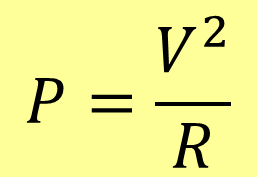 P = V²/R